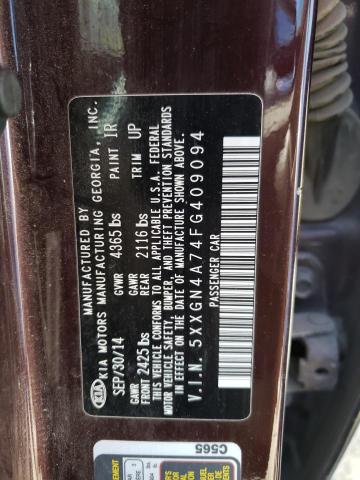 MANUFACTURED BY
KIA KIA MOTORS MANUFACTURING GEORGIA, INC.
SEP/30/14 GVWR 4365 lbs PAINT IR
GAWR FRONT 2425 lbs GAWR REAR 2116 lbs TRIM UP
THIS VEHICLE CONFORMS TO ALL APPLICABLE U.S.A. FEDERAL
MOTOR VEHICLE SAFETY, BUMPER, AND THEFT PREVENTION STANDARDS
IN EFFECT ON THE DATE OF MANUFACTURE SHOWN ABOVE.
V.I.N. 5XXGN4A74FG409094
PASSENGER CAR
C565